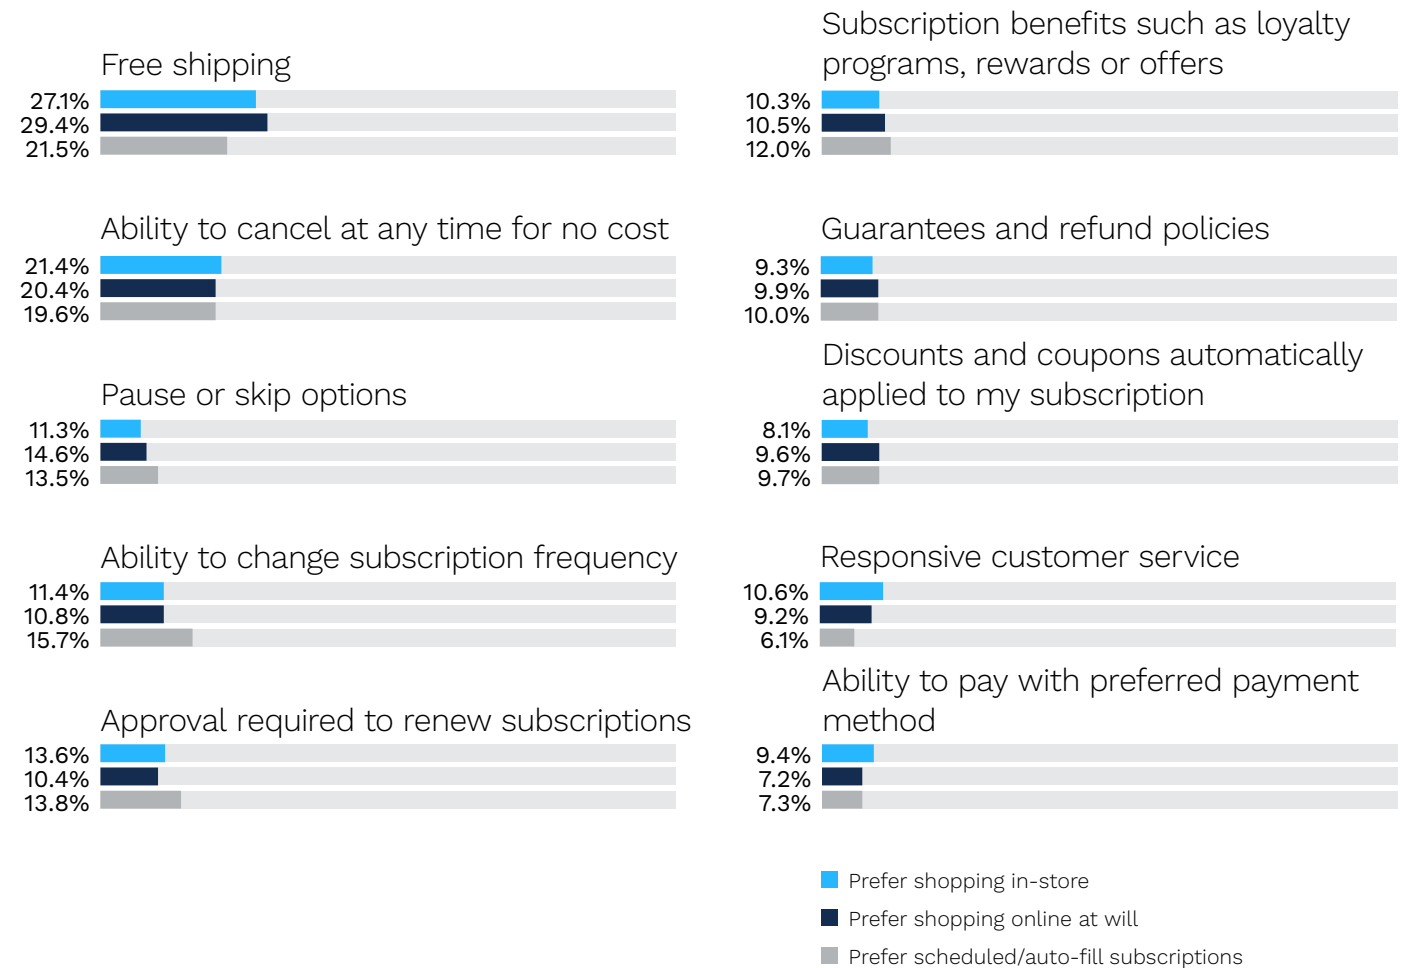 Free shipping
27.1%
29.4%
21.5%
Ability to cancel at any time for no cost
21.4%
20.4%
19.6%
Pause or skip options
11.3%
14.6%
13.5%
Ability to change subscription frequency
11.4%
10.8%
15.7%
Approval required to renew subscriptions
13.6%
10.4%
13.8%
Subscription benefits such as loyalty
programs, rewards or offers
10.3%
10.5%
12.0%
Guarantees and refund policies
9.3%
9.9%
10.0%
Discounts and coupons automatically
applied to my subscription
8.1%
9.6%
9.7%
Responsive customer service
10.6%
9.2%
6.1%
Ability to pay with preferred payment
method
9.4%
7.2%
7.3%
Prefer shopping in-store
Prefer shopping online at will
Prefer scheduled/auto-fill subscriptions